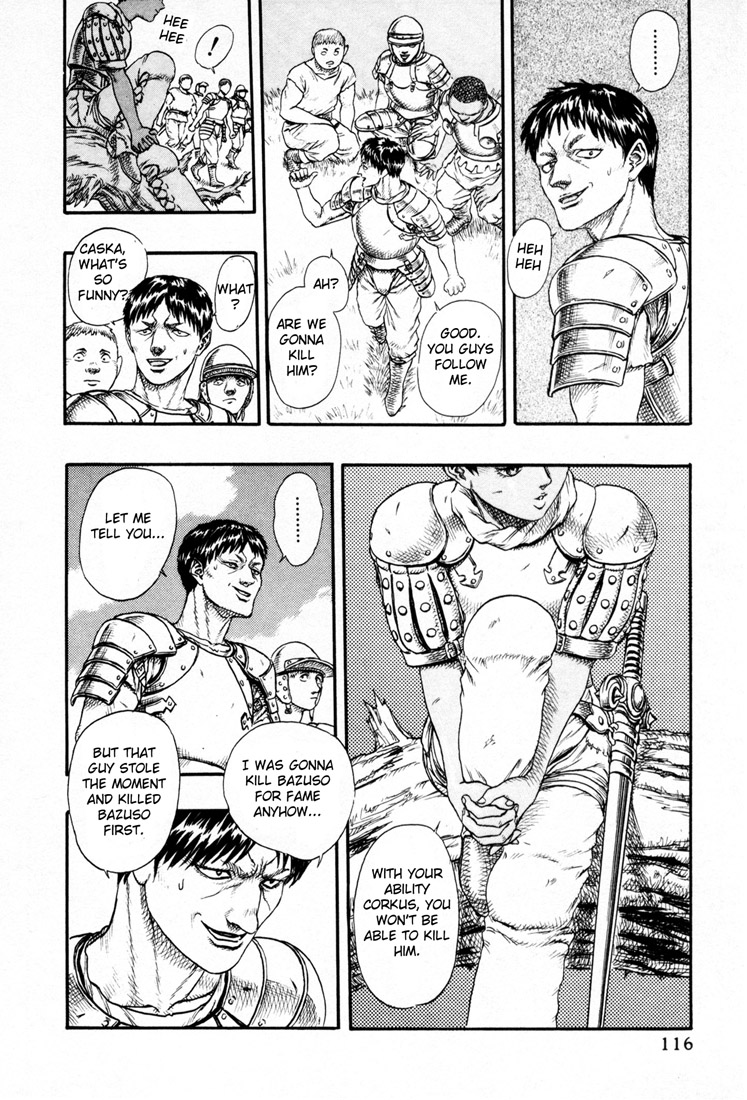 .........
HEH
HEH
GOOD.
YOU GUYS
FOLLOW
ME.
AH?
ARE WE
GONNA
KILL
HIM?
!
HEE
HEE
WHAT
?
CASKA,
WHAT'S
SO
FUNNY?
WITH YOUR
ABILITY
CORKUS, YOU
WON'T BE
ABLE TO KILL
HIM.
.........
LET ME
TELL YOU...
I WAS GONNA
KILL BAZUSO
FOR FAME
ANYHOW...
BUT THAT
GUY STOLE
THE MOMENT
AND KILLED
BAZUSO
FIRST.
116